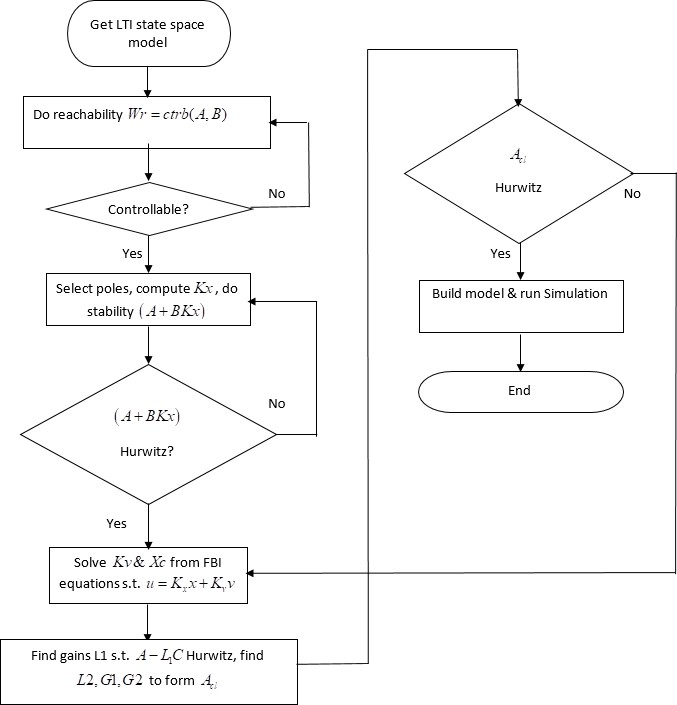 Get LTI state space
model
Do reachability Wr = ctrb(A, B)
No
Controllable?
Yes
Select poles, compute Kx, do
stability (A + BKx)
No
(A + BKx)
Hurwitz?
Yes
Solve Kv & Xc from FBI
equations s.t. u = Kₓx + Kᵥv
Find gains L1 s.t. A − L₁C Hurwitz, find
L2, G1, G2 to form A_cl
A_cl
Hurwitz
No
Yes
Build model & run Simulation
End